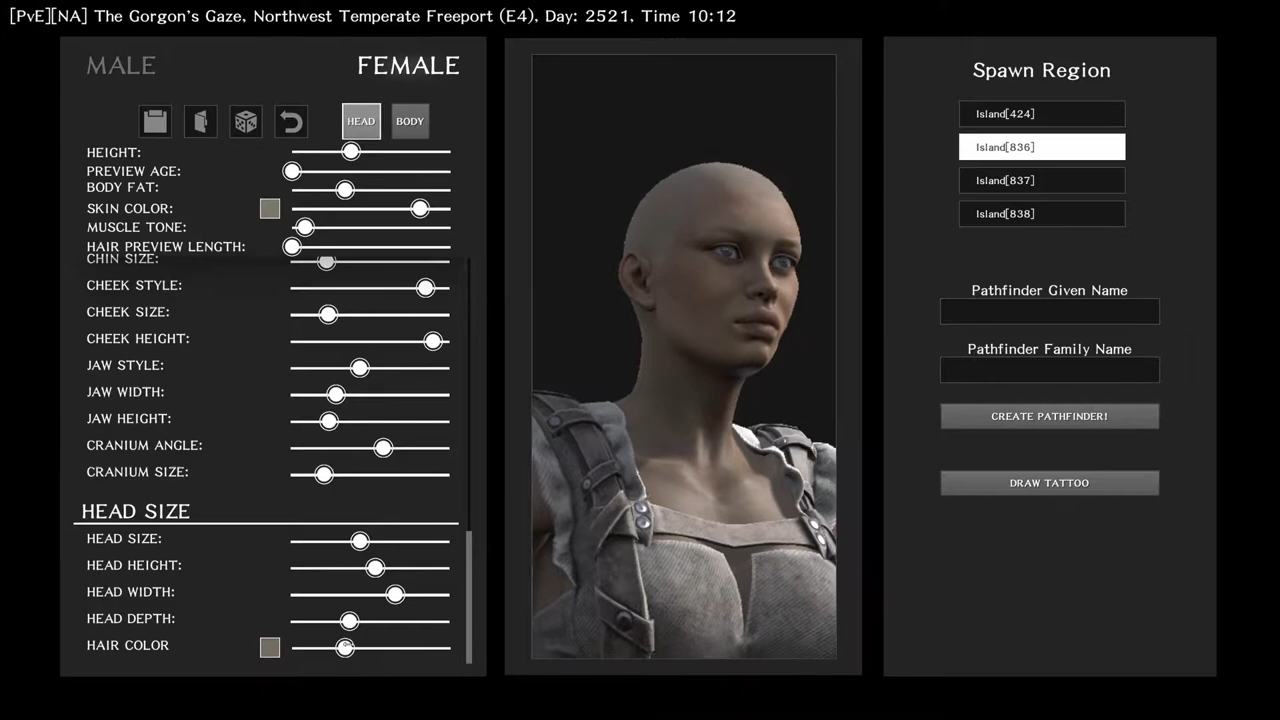 [PvE][NA] The Gorgon's Gaze, Northwest Temperate Freeport (E4), Day: 2521, Time 10:12
MALE
FEMALE
HEAD
BODY
HEIGHT:
PREVIEW AGE:
BODY FAT:
SKIN COLOR:
MUSCLE TONE:
HAIR PREVIEW LENGTH:
CHIN SIZE:
CHEEK STYLE:
CHEEK SIZE:
CHEEK HEIGHT:
JAW STYLE:
JAW WIDTH:
JAW HEIGHT:
CRANIUM ANGLE:
CRANIUM SIZE:
HEAD SIZE
HEAD SIZE:
HEAD HEIGHT:
HEAD WIDTH:
HEAD DEPTH:
HAIR COLOR
Spawn Region
Island[424]
Island[836]
Island[837]
Island[838]
Pathfinder Given Name
Pathfinder Family Name
CREATE PATHFINDER!
DRAW TATTOO